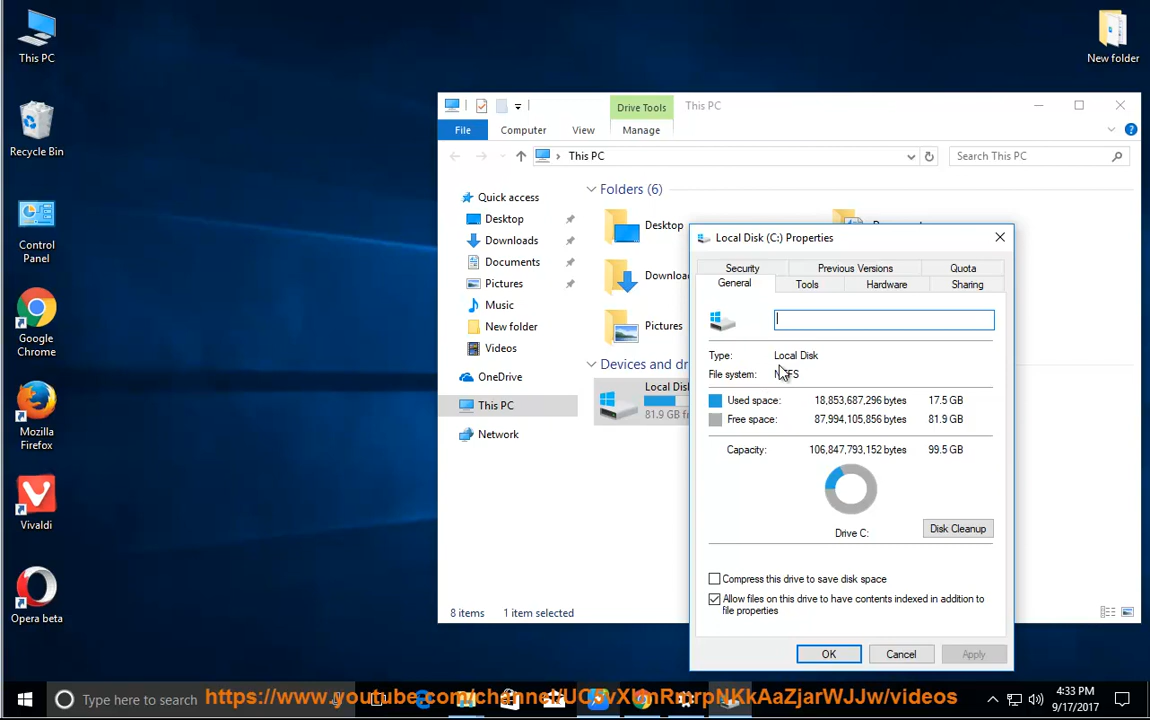 This PC
Recycle Bin
Control
Panel
Google
Chrome
Mozilla
Firefox
Vivaldi
Opera beta
New folder
Drive Tools
This PC
File
Computer
View
Manage
This PC
Search This PC
Quick access
Desktop
Downloads
Documents
Pictures
Music
New folder
Videos
OneDrive
This PC
Network
Folders (6)
Desktop
Pictures
Devices and
Local Disk
81.9 GB
8 items
1 item selected
Local Disk (C:) Properties
Security
Previous Versions
Quota
General
Tools
Hardware
Sharing
Type:
Local Disk
File system:
Used space:
18,853,687,296 bytes
17.5 GB
Free space:
87,994,105,856 bytes
81.9 GB
Capacity:
106,847,793,152 bytes
99.5 GB
Drive C:
Disk Cleanup
Compress this drive to save disk space
Allow files on this drive to have contents indexed in addition to
file properties
OK
Cancel
Apply
Type here to search
4:33 PM
9/17/2017